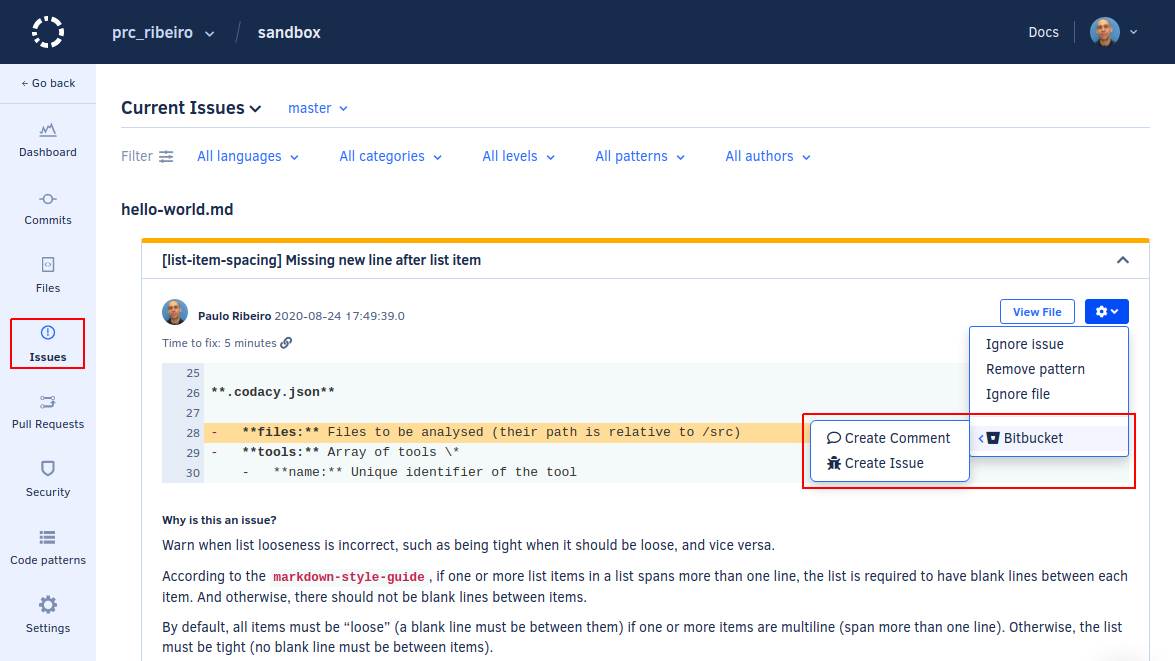 prc_ribeiro / sandbox
Docs
← Go back
Dashboard
Commits
Files
Issues
Pull Requests
Security
Code patterns
Settings
Current Issues master
Filter All languages All categories All levels All patterns All authors
hello-world.md
[list-item-spacing] Missing new line after list item
Paulo Ribeiro 2020-08-24 17:49:39.0
View File
Time to fix: 5 minutes
Ignore issue
Remove pattern
Ignore file
Bitbucket
Create Comment
Create Issue
25
26 **.codacy.json**
27
28 - **files:** Files to be analysed (their path is relative to /src)
29 - **tools:** Array of tools \*
30 - **name:** Unique identifier of the tool
Why is this an issue?
Warn when list looseness is incorrect, such as being tight when it should be loose, and vice versa.
According to the markdown-style-guide, if one or more list items in a list spans more than one line, the list is required to have blank lines between each
item. And otherwise, there should not be blank lines between items.
By default, all items must be “loose” (a blank line must be between them) if one or more items are multiline (span more than one line). Otherwise, the list
must be tight (no blank line must be between items).